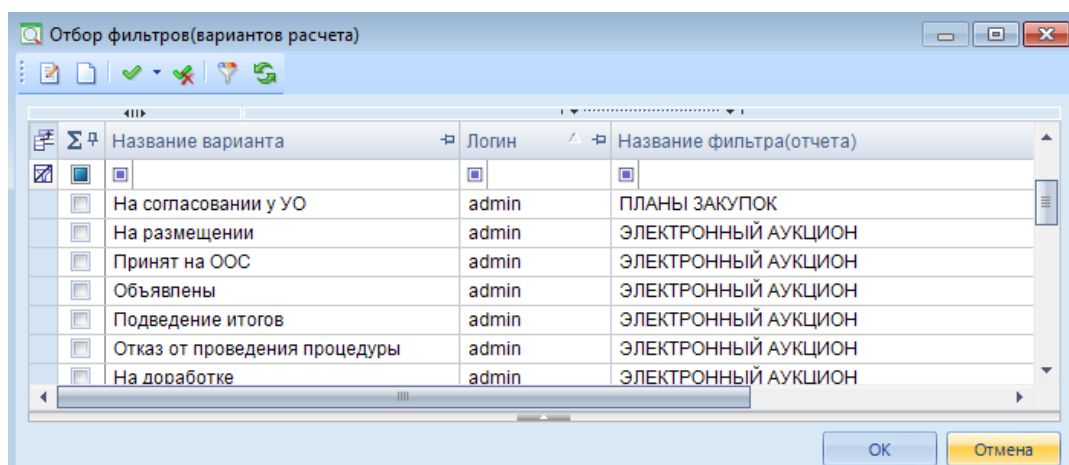 Отбор фильтров(вариантов расчета)
Σ Название варианта Логин Название фильтра(отчета)
На согласовании у УО admin ПЛАНЫ ЗАКУПОК
На размещении admin ЭЛЕКТРОННЫЙ АУКЦИОН
Принят на ООС admin ЭЛЕКТРОННЫЙ АУКЦИОН
Объявлены admin ЭЛЕКТРОННЫЙ АУКЦИОН
Подведение итогов admin ЭЛЕКТРОННЫЙ АУКЦИОН
Отказ от проведения процедуры admin ЭЛЕКТРОННЫЙ АУКЦИОН
На доработке admin ЭЛЕКТРОННЫЙ АУКЦИОН
ОК Отмена